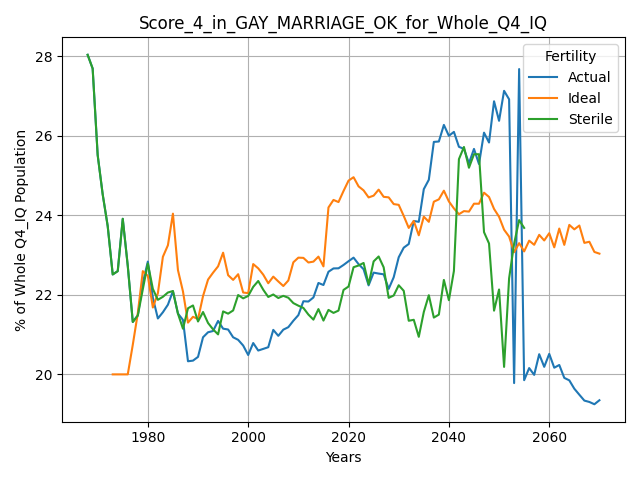 Score_4_in_GAY_MARRIAGE_OK_for_Whole_Q4_IQ
% of Whole Q4_IQ Population
28
26
24
22
20
Fertility
Actual
Ideal
Sterile
1980
2000
2020
2040
2060
Years